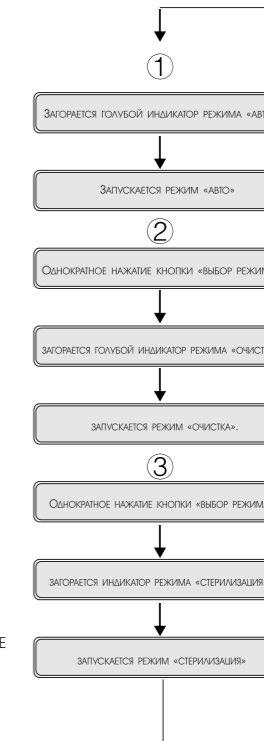 1
ЗАГОРАЕТСЯ ГОЛУБОЙ ИНДИКАТОР РЕЖИМА «АВТ
ЗАПУСКАЕТСЯ РЕЖИМ «АВТО»
2
ОДНОКРАТНОЕ НАЖАТИЕ КНОПКИ «ВЫБОР РЕЖИМ
ЗАГОРАЕТСЯ ГОЛУБОЙ ИНДИКАТОР РЕЖИМА «ОЧИСТ
ЗАПУСКАЕТСЯ РЕЖИМ «ОЧИСТКА».
3
ОДНОКРАТНОЕ НАЖАТИЕ КНОПКИ «ВЫБОР РЕЖИМ
ЗАГОРАЕТСЯ ИНДИКАТОР РЕЖИМА «СТЕРИЛИЗАЦИЯ
Е
ЗАПУСКАЕТСЯ РЕЖИМ «СТЕРИЛИЗАЦИЯ»